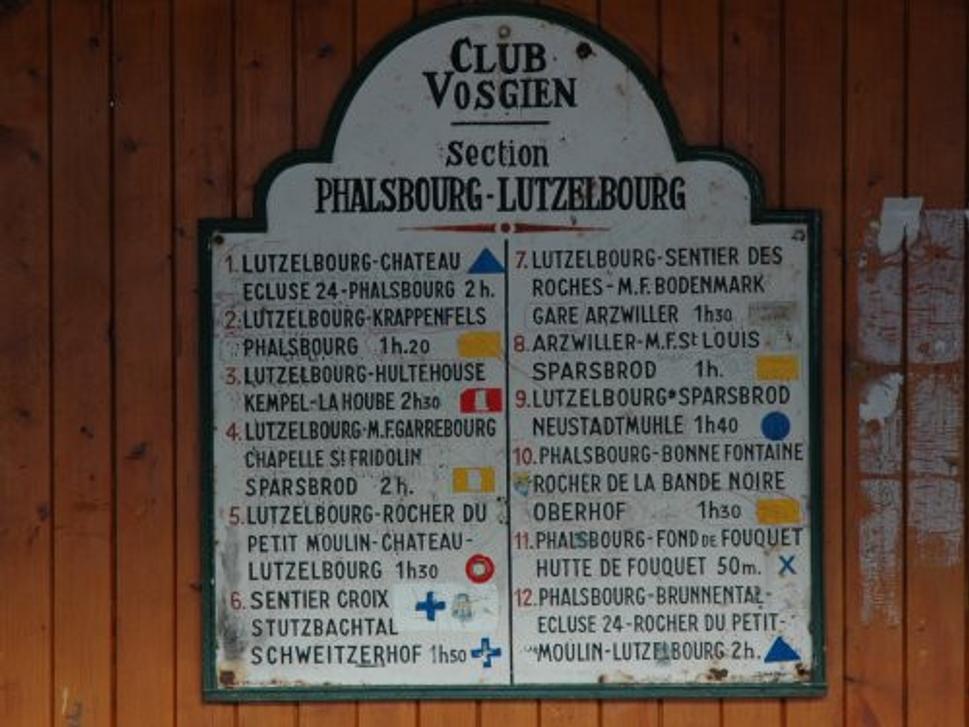 CLUB
VOSGIEN
Section
PHALSBOURG-LUTZELBOURG
1. LUTZELBOURG-CHATEAU
ECLUSE 24-PHALSBOURG 2h.
2. LUTZELBOURG-KRAPPENFELS
PHALSBOURG 1h.20
3. LUTZELBOURG-HULTEHOUSE
KEMPEL-LA HOUBE 2h30
4. LUTZELBOURG-M.F.GARREBOURG
CHAPELLE St FRIDOLIN
SPARSBROD 2h.
5. LUTZELBOURG-ROCHER DU
PETIT MOULIN-CHATEAU-
LUTZELBOURG 1h30
6. SENTIER CROIX
STUTZBACHTAL
SCHWEITZERHOF 1h50
7. LUTZELBOURG-SENTIER DES
ROCHES-M.F.BODENMARK
GARE ARZWILLER 1h30
8. ARZWILLER-M.F.St LOUIS
SPARSBROD 1h.
9. LUTZELBOURG*SPARSBROD
NEUSTADTMUHLE 1h40
10. PHALSBOURG-BONNE FONTAINE
ROCHER DE LA BANDE NOIRE
OBERHOF 1h30
11. PHALSBOURG-FOND DE FOUQUET
HUTTE DE FOUQUET 50m.
12. PHALSBOURG-BRUNNENTAL-
ECLUSE 24-ROCHER DU PETIT-
MOULIN-LUTZELBOURG 2h.